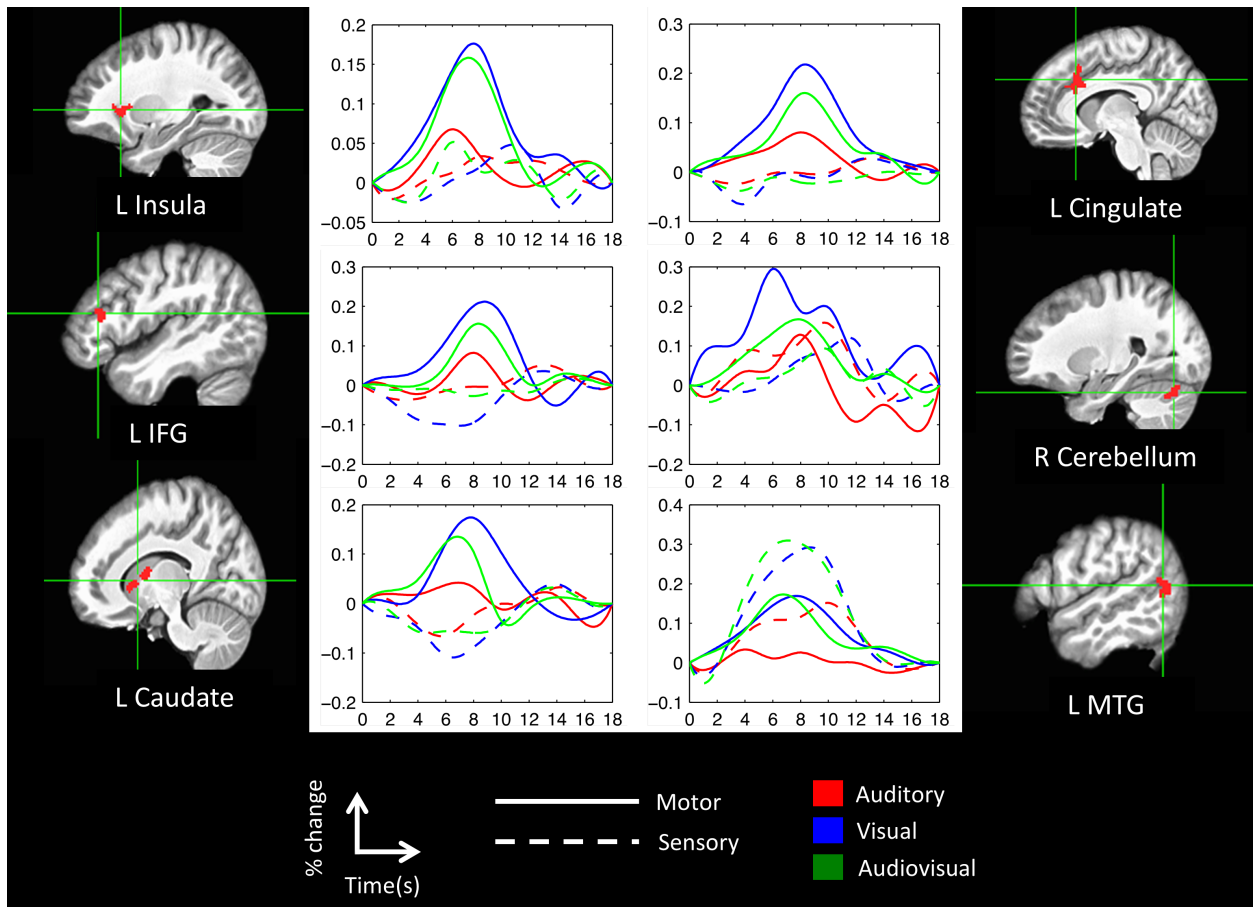 0.2
0.15
0.1
0.05
0
−0.05
0 2 4 6 8 10 12 14 16 18
L Insula
0.3
0.2
0.1
0
−0.1
0 2 4 6 8 10 12 14 16 18
L Cingulate
0.3
0.2
0.1
0
−0.1
−0.2
0 2 4 6 8 10 12 14 16 18
L IFG
0.3
0.2
0.1
0
−0.1
−0.2
0 2 4 6 8 10 12 14 16 18
R Cerebellum
0.2
0.1
0
−0.1
−0.2
0 2 4 6 8 10 12 14 16 18
L Caudate
0.4
0.3
0.2
0.1
0
−0.1
0 2 4 6 8 10 12 14 16 18
L MTG
% change
Time(s)
Motor
Sensory
Auditory
Visual
Audiovisual